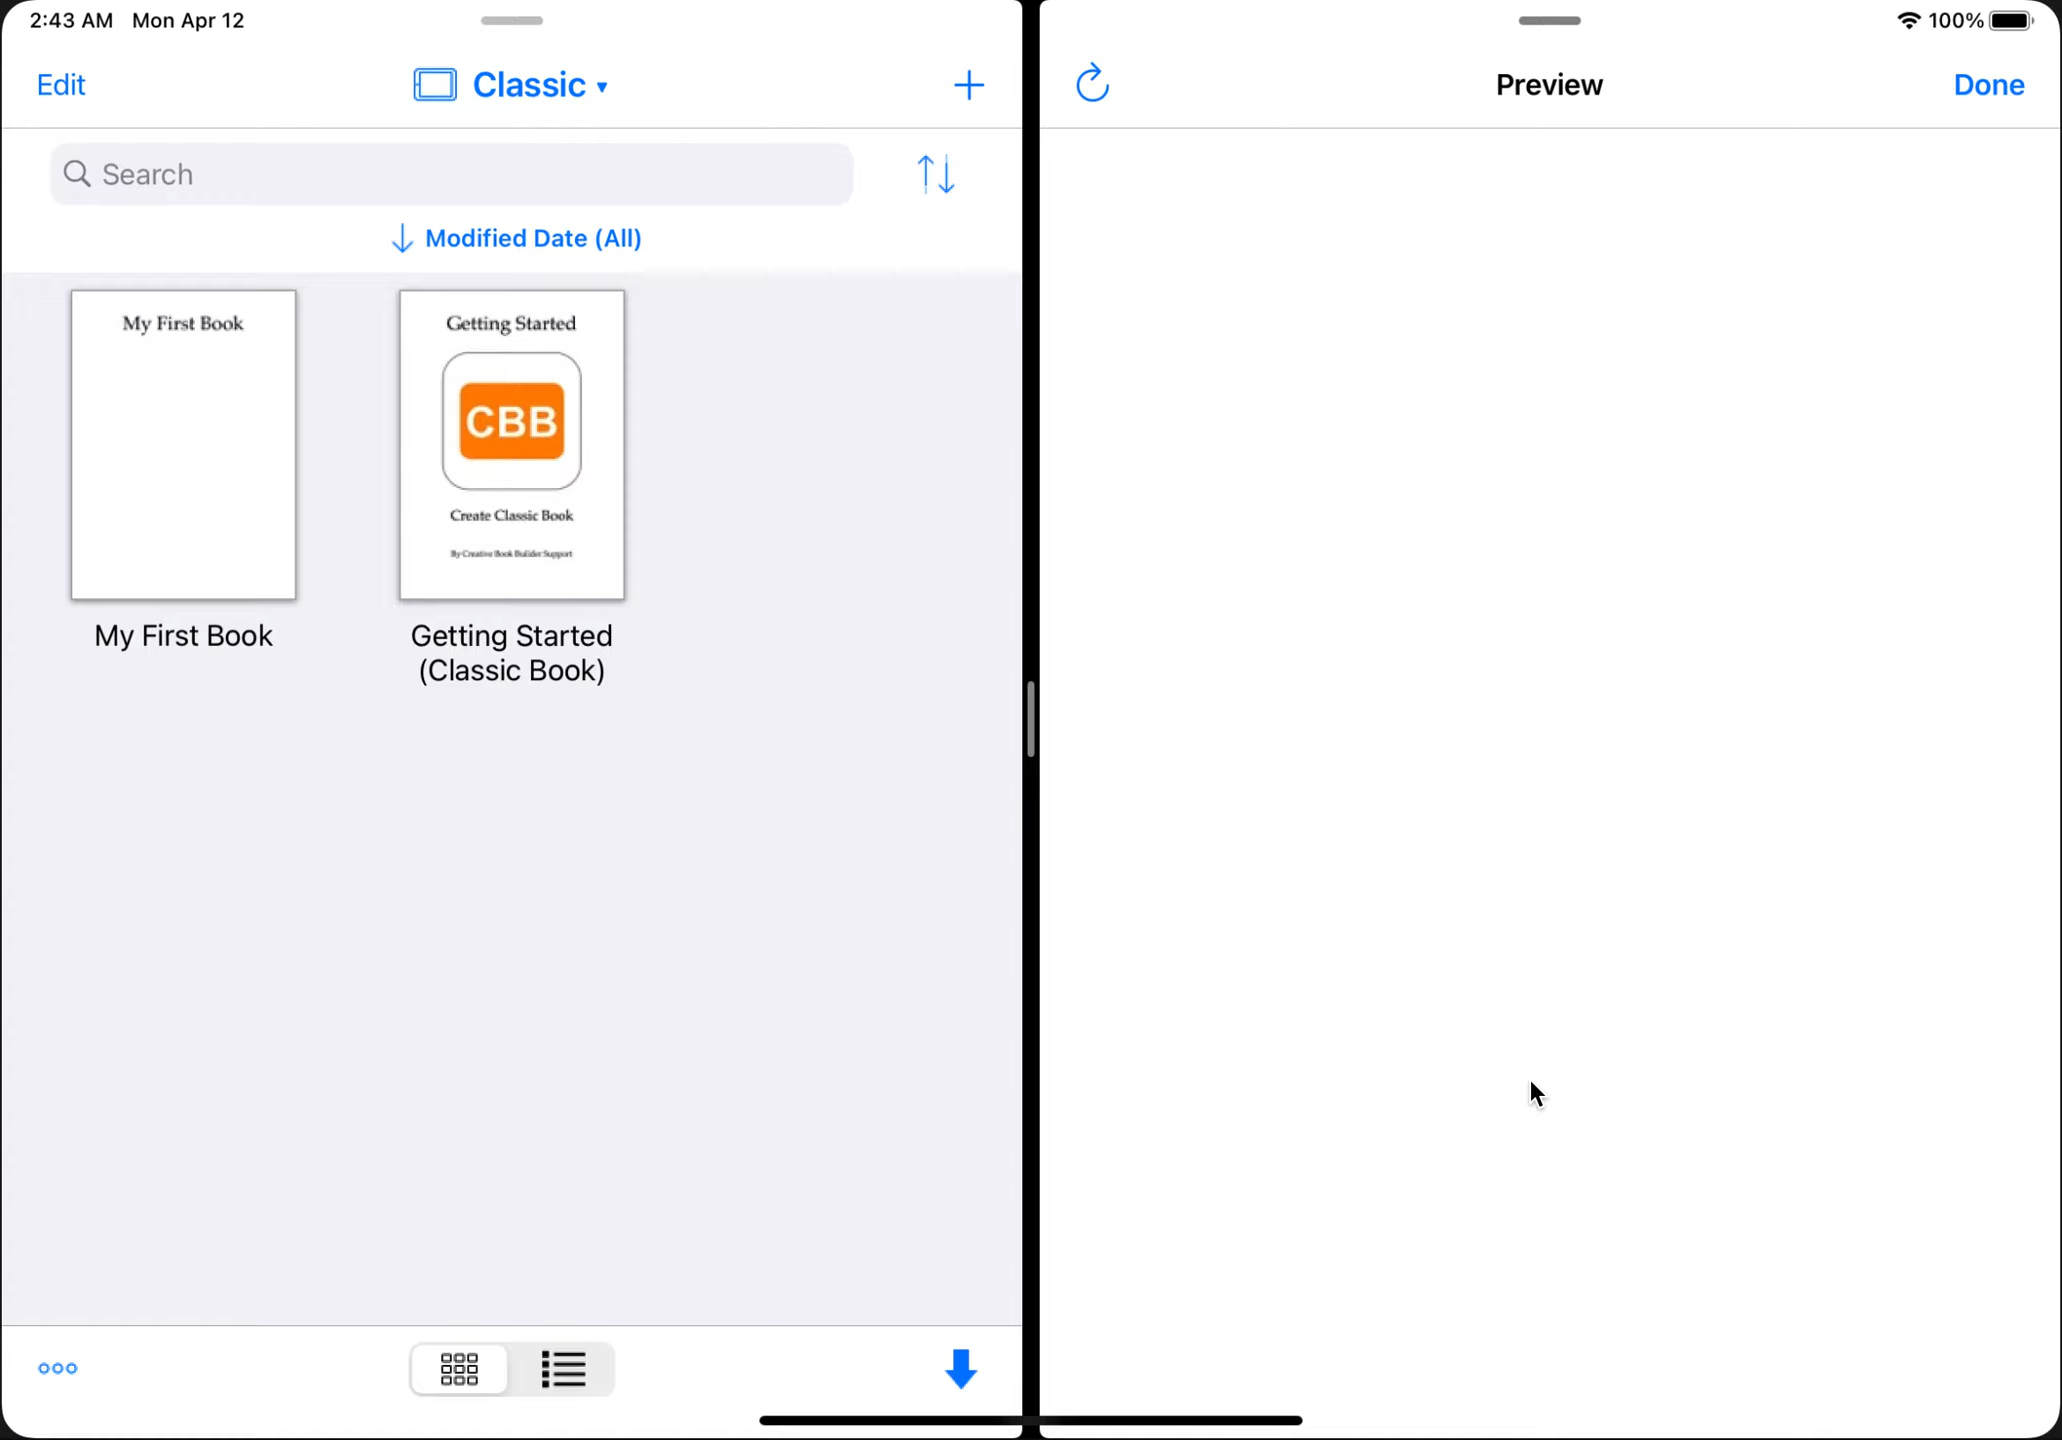 2:43 AM Mon Apr 12
100%
Edit
Classic ▾
Preview
Done
Search
Modified Date (All)
My First Book
Getting Started
CBB
Create Classic Book
By Creative Book Builder Support
My First Book
Getting Started
(Classic Book)